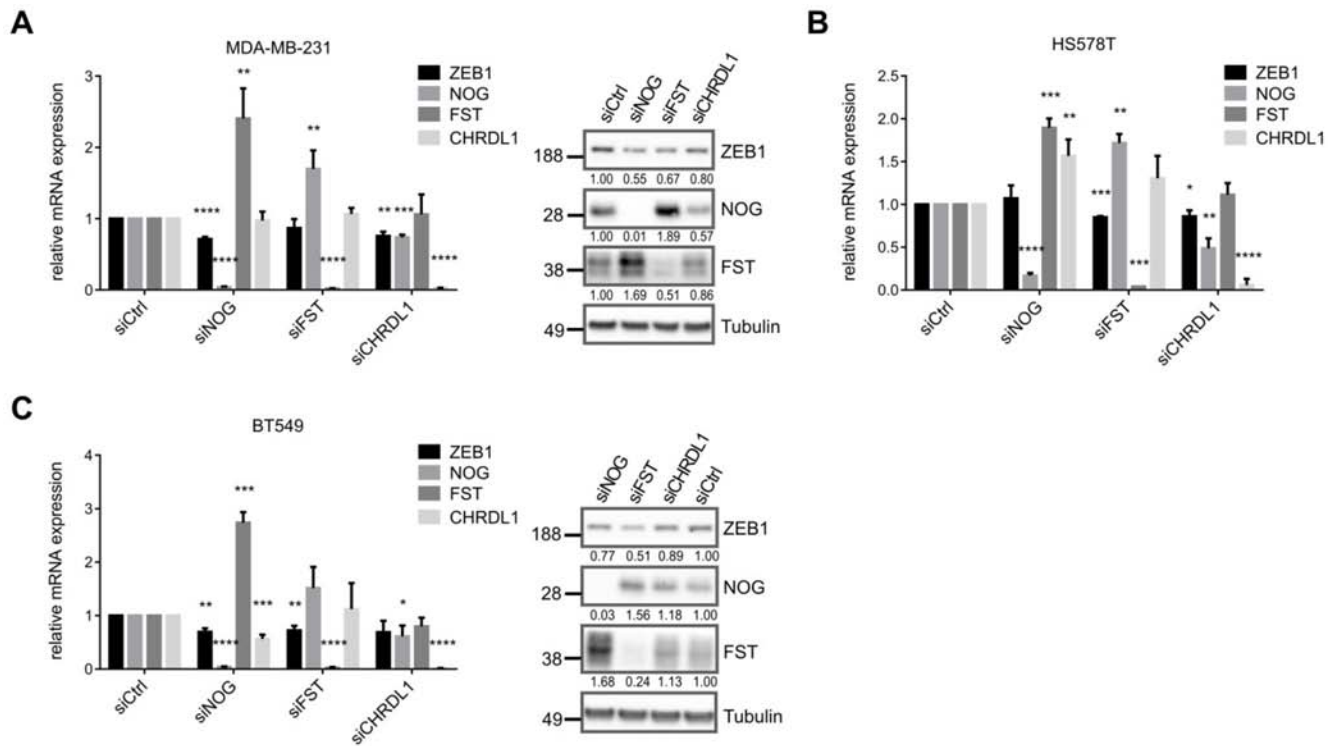 A
MDA-MB-231
relative mRNA expression
3
2
1
0
**
**
****
****
****
** ***
****
ZEB1
NOG
FST
CHRDL1
siCtrl
siNOG
siFST
siCHRDL1
siCtrl
siNOG
siFST
siCHRDL1
188
ZEB1
1.00 0.55 0.67 0.80
28
NOG
1.00 0.01 1.89 0.57
38
FST
1.00 1.69 0.51 0.86
49
Tubulin
B
HS578T
relative mRNA expression
2.5
2.0
1.5
1.0
0.5
0.0
***
**
**
****
***
***
*
**
****
ZEB1
NOG
FST
CHRDL1
siCtrl
siNOG
siFST
siCHRDL1
C
BT549
relative mRNA expression
4
3
2
1
0
***
**
****
***
**
****
*
****
ZEB1
NOG
FST
CHRDL1
siCtrl
siNOG
siFST
siCHRDL1
siNOG
siFST
siCHRDL1
siCtrl
188
ZEB1
0.77 0.51 0.89 1.00
28
NOG
0.03 1.56 1.18 1.00
38
FST
1.68 0.24 1.13 1.00
49
Tubulin